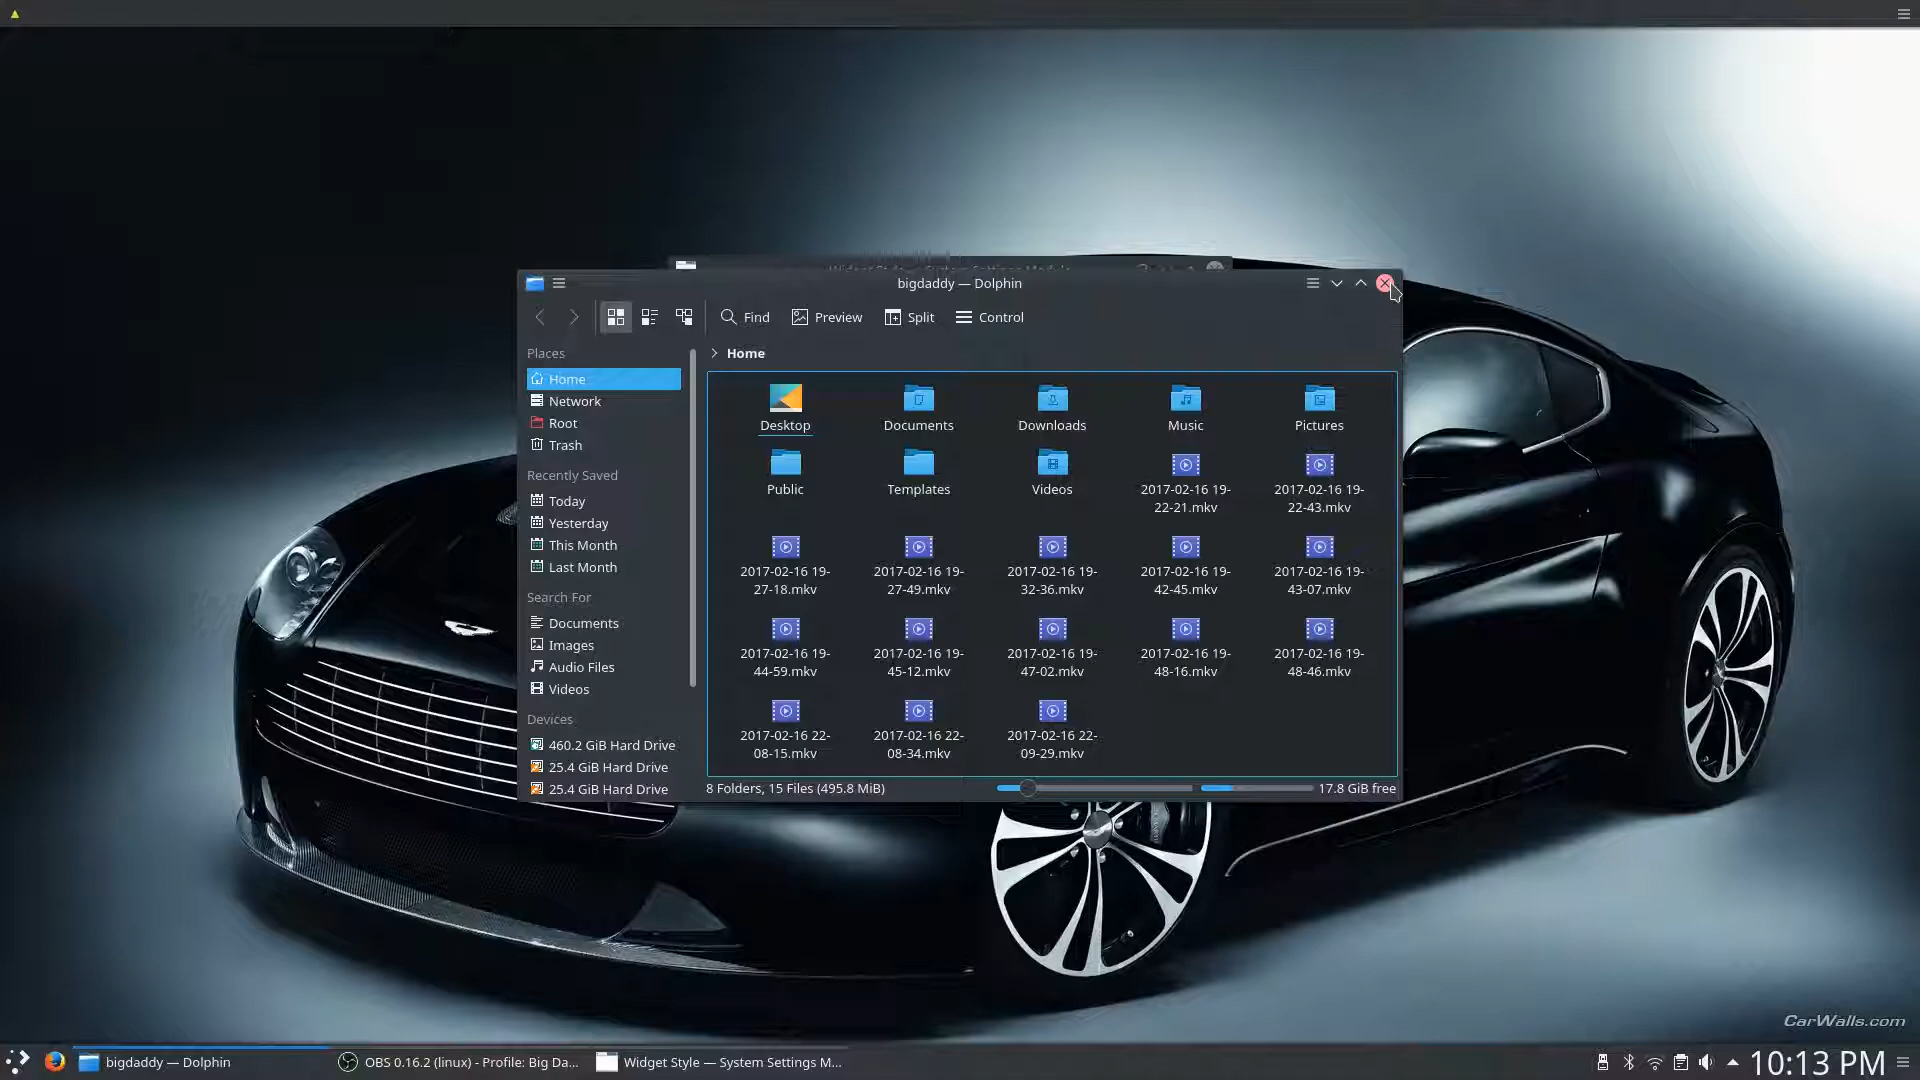 bigdaddy — Dolphin
Find Preview Split Control
Places
Home
Network
Root
Trash
Recently Saved
Today
Yesterday
This Month
Last Month
Search For
Documents
Images
Audio Files
Videos
Devices
460.2 GiB Hard Drive
25.4 GiB Hard Drive
25.4 GiB Hard Drive
Home
Desktop Documents Downloads Music Pictures
Public Templates Videos 2017-02-16 19- 2017-02-16 19-
22-21.mkv 22-43.mkv
2017-02-16 19- 2017-02-16 19- 2017-02-16 19- 2017-02-16 19- 2017-02-16 19-
27-18.mkv 27-49.mkv 32-36.mkv 42-45.mkv 43-07.mkv
2017-02-16 19- 2017-02-16 19- 2017-02-16 19- 2017-02-16 19- 2017-02-16 19-
44-59.mkv 45-12.mkv 47-02.mkv 48-16.mkv 48-46.mkv
2017-02-16 22- 2017-02-16 22- 2017-02-16 22-
08-15.mkv 08-34.mkv 09-29.mkv
8 Folders, 15 Files (495.8 MiB) 17.8 GiB free
CarWalls.com
bigdaddy — Dolphin OBS 0.16.2 (linux) - Profile: Big Da... Widget Style — System Settings M... 10:13 PM